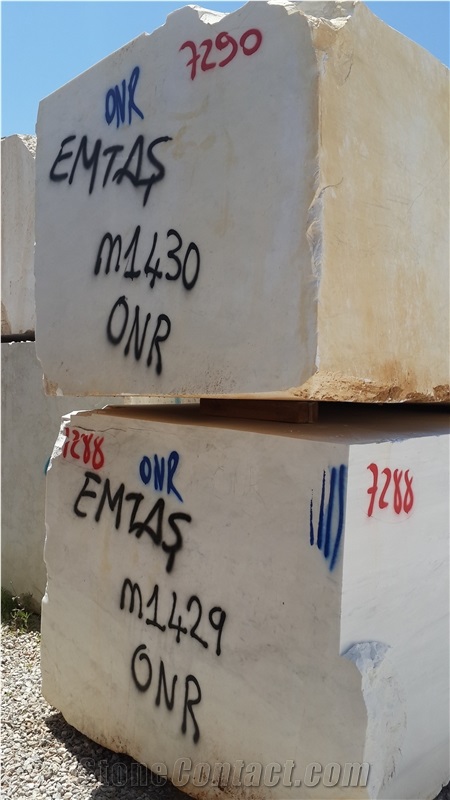 7290
ONR
EMTAŞ
m1430
ONR
7288
ONR
EMTAŞ
7288
m1429
ONR
StoneContact.com